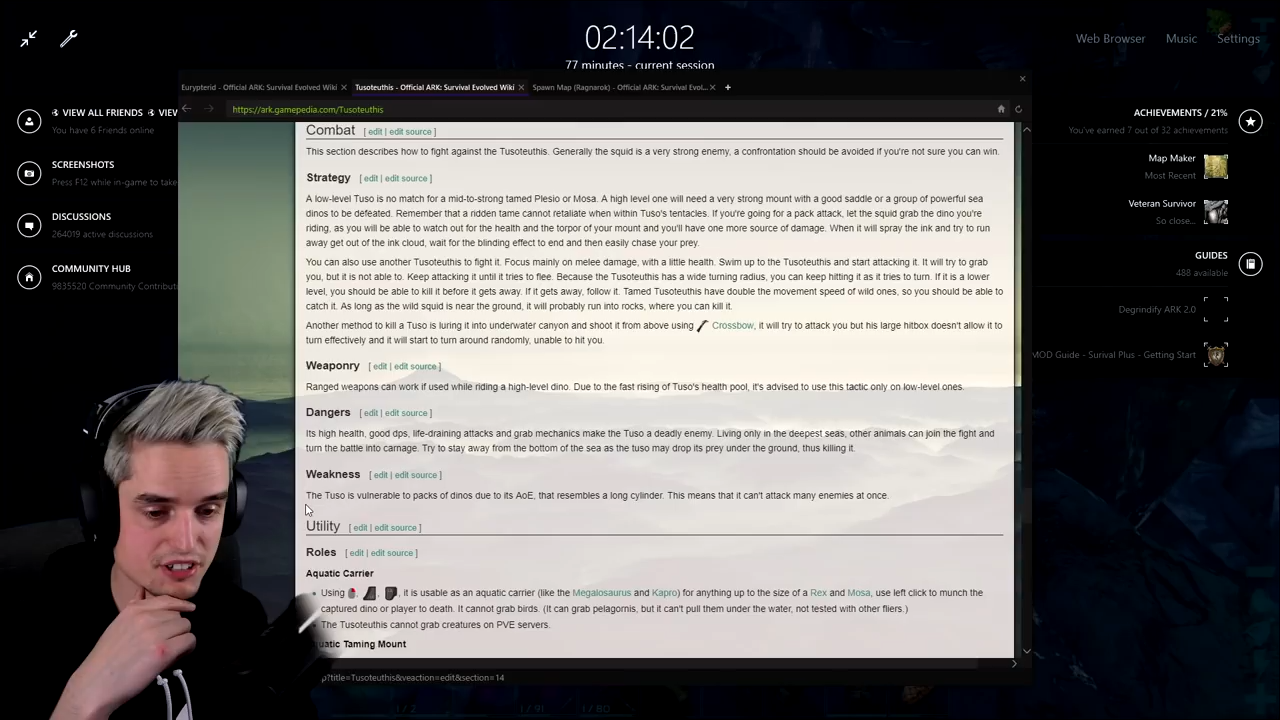 02:14:02
77 minutes - current session
Web Browser Music Settings
VIEW ALL FRIENDS VIEW
You have 6 Friends online
SCREENSHOTS
Press F12 while in-game to take
DISCUSSIONS
264019 active discussions
COMMUNITY HUB
9835520 Community Contributi
Eurypterid - Official ARK: Survival Evolved Wiki
Tusoteuthis - Official ARK: Survival Evolved Wiki
Spawn Map (Ragnarok) - Official ARK: Survival Evol...
https://ark.gamepedia.com/Tusoteuthis
Combat [ edit | edit source ]
This section describes how to fight against the Tusoteuthis. Generally the squid is a very strong enemy, a confrontation should be avoided if you're not sure you can win.
Strategy [ edit | edit source ]
A low-level Tuso is no match for a mid-to-strong tamed Plesio or Mosa. A high level one will need a very strong mount with a good saddle or a group of powerful sea
dinos to be defeated. Remember that a ridden tame cannot retaliate when within Tuso's tentacles. If you're going for a pack attack, let the squid grab the dino you're
riding, as you will be able to watch out for the health and the torpor of your mount and you'll have one more source of damage. When it will spray the ink and try to run
away get out of the ink cloud, wait for the blinding effect to end and then easily chase your prey.
You can also use another Tusoteuthis to fight it. Focus mainly on melee damage, with a little health. Swim up to the Tusoteuthis and start attacking it. It will try to grab
you, but it is not able to. Keep attacking it until it tries to flee. Because the Tusoteuthis has a wide turning radius, you can keep hitting it as it tries to turn. If it is a lower
level, you should be able to kill it before it gets away. If it gets away, follow it. Tamed Tusoteuthis have double the movement speed of wild ones, so you should be able to
catch it. As long as the wild squid is near the ground, it will probably run into rocks, where you can kill it.
Another method to kill a Tuso is luring it into underwater canyon and shoot it from above using Crossbow, it will try to attack you but his large hitbox doesn't allow it to
turn effectively and it will start to turn around randomly, unable to hit you.
Weaponry [ edit | edit source ]
Ranged weapons can work if used while riding a high-level dino. Due to the fast rising of Tuso's health pool, it's advised to use this tactic only on low-level ones.
Dangers [ edit | edit source ]
Its high health, good dps, life-draining attacks and grab mechanics make the Tuso a deadly enemy. Living only in the deepest seas, other animals can join the fight and
turn the battle into carnage. Try to stay away from the bottom of the sea as the tuso may drop its prey under the ground, thus killing it.
Weakness [ edit | edit source ]
The Tuso is vulnerable to packs of dinos due to its AoE, that resembles a long cylinder. This means that it can't attack many enemies at once.
Utility [ edit | edit source ]
Roles [ edit | edit source ]
Aquatic Carrier
Using , , , it is usable as an aquatic carrier (like the Megalosaurus and Kapro) for anything up to the size of a Rex and Mosa, use left click to munch the
captured dino or player to death. It cannot grab birds. (It can grab pelagornis, but it can't pull them under the water, not tested with other fliers.)
The Tusoteuthis cannot grab creatures on PVE servers.
quatic Taming Mount
p?title=Tusoteuthis&veaction=edit&section=14
ACHIEVEMENTS / 21%
You've earned 7 out of 32 achievements
Map Maker
Most Recent
Veteran Survivor
So close...
GUIDES
488 available
Degrindify ARK 2.0
MOD Guide - Surival Plus - Getting Start
1 / 2 1 / 91 1 / 80